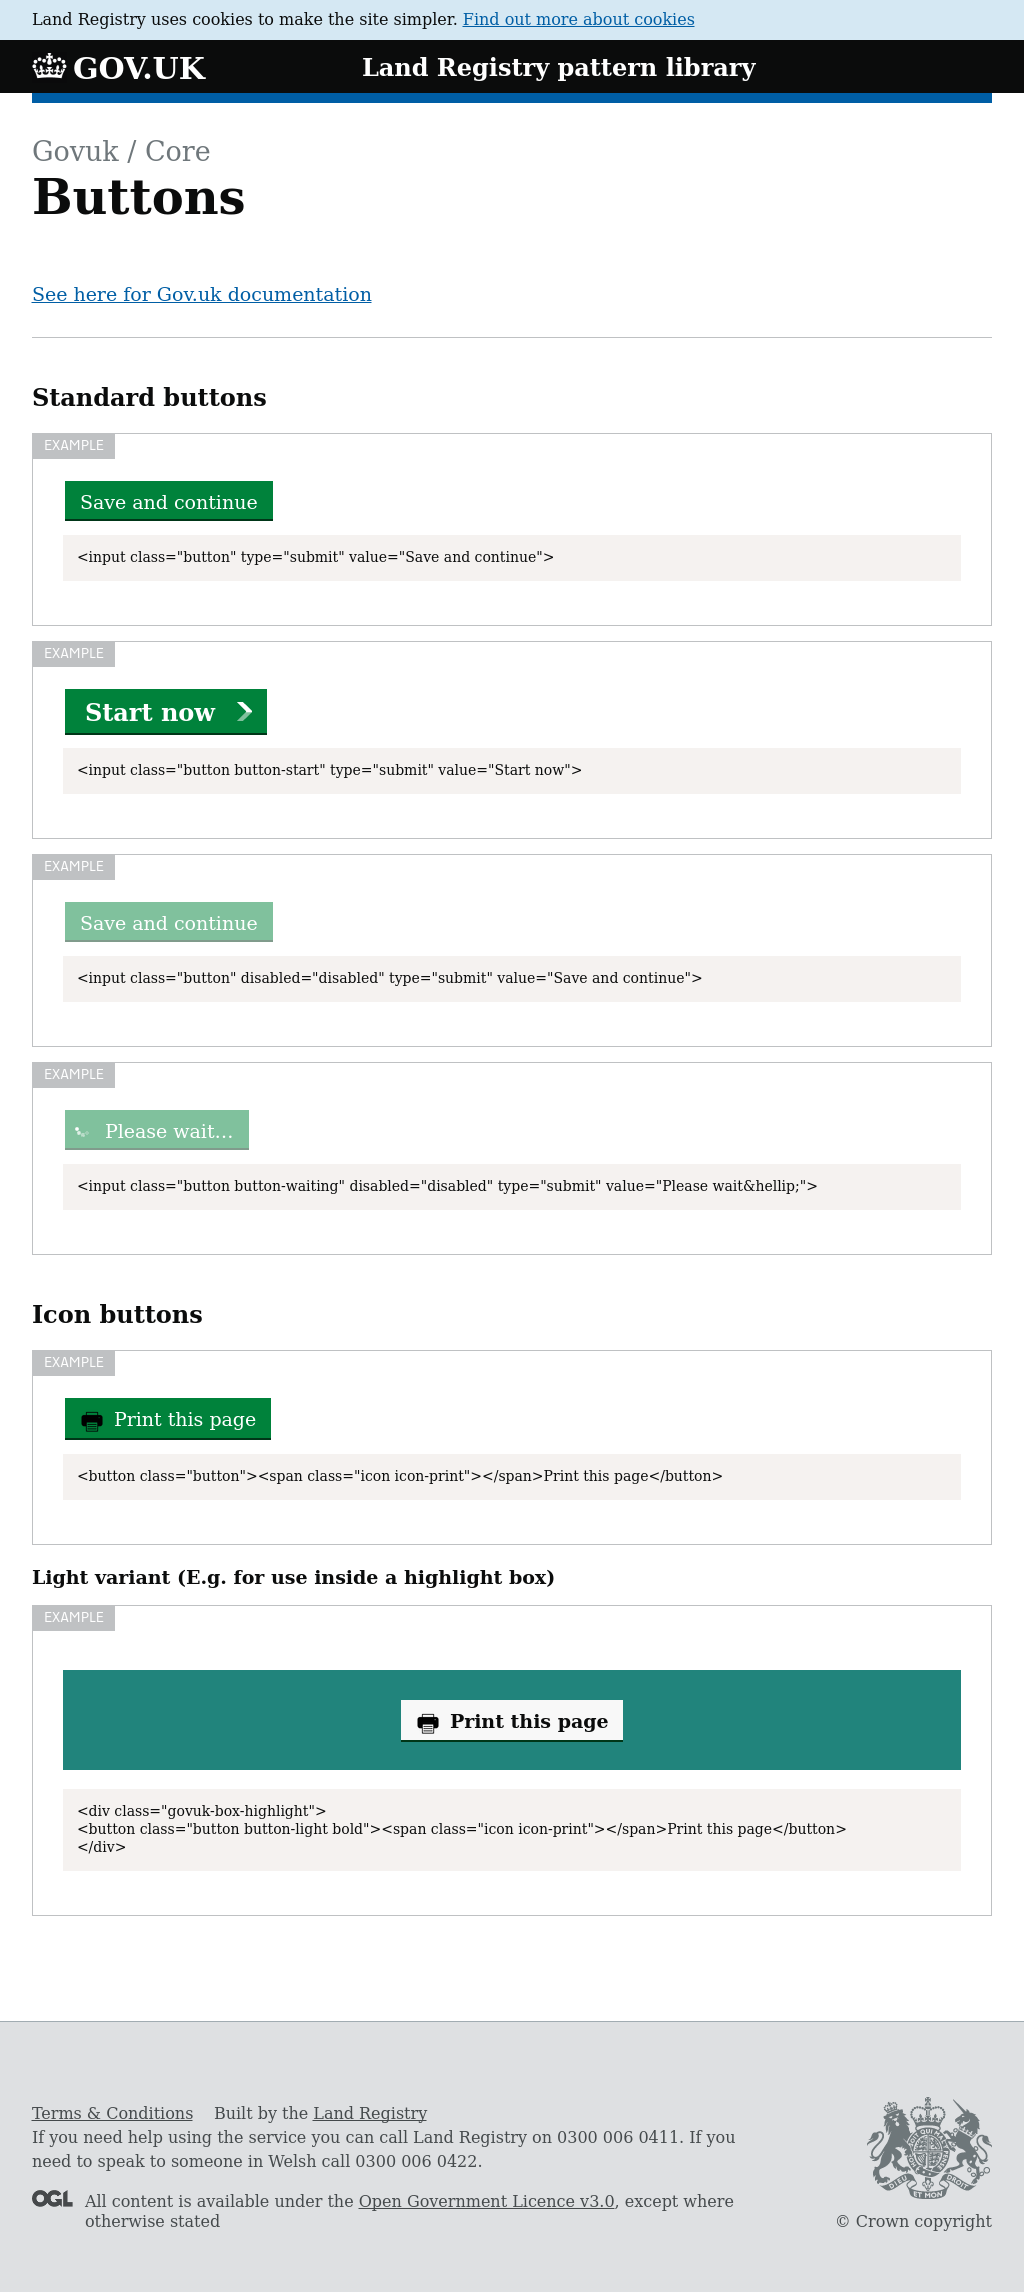 Land Registry uses cookies to make the site simpler. Find out more about cookies
GOV.UK
Land Registry pattern library
Govuk / Core
Buttons
See here for Gov.uk documentation
Standard buttons
EXAMPLE
Save and continue
<input class="button" type="submit" value="Save and continue">
EXAMPLE
Start now
<input class="button button-start" type="submit" value="Start now">
EXAMPLE
Save and continue
<input class="button" disabled="disabled" type="submit" value="Save and continue">
EXAMPLE
Please wait...
<input class="button button-waiting" disabled="disabled" type="submit" value="Please wait&hellip;">
Icon buttons
EXAMPLE
Print this page
<button class="button"><span class="icon icon-print"></span>Print this page</button>
Light variant (E.g. for use inside a highlight box)
EXAMPLE
Print this page
<div class="govuk-box-highlight">
<button class="button button-light bold"><span class="icon icon-print"></span>Print this page</button>
</div>
Terms & Conditions Built by the Land Registry
If you need help using the service you can call Land Registry on 0300 006 0411. If you
need to speak to someone in Welsh call 0300 006 0422.
OGL All content is available under the Open Government Licence v3.0, except where
otherwise stated
© Crown copyright